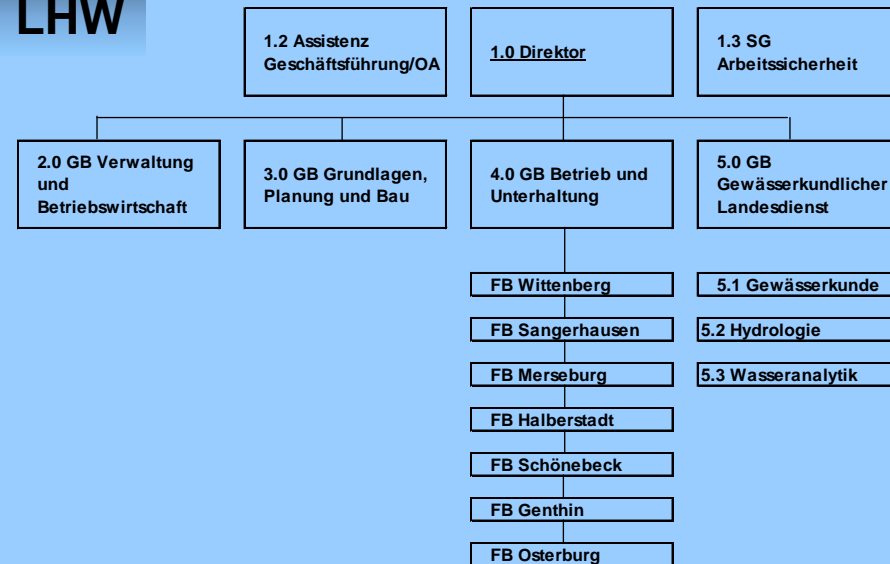 LHW
1.2 Assistenz
Geschäftsführung/OA
1.0 Direktor
1.3 SG
Arbeitssicherheit
2.0 GB Verwaltung
und
Betriebswirtschaft
3.0 GB Grundlagen,
Planung und Bau
4.0 GB Betrieb und
Unterhaltung
5.0 GB
Gewässerkundlicher
Landesdienst
FB Wittenberg
FB Sangerhausen
FB Merseburg
FB Halberstadt
FB Schönebeck
FB Genthin
FB Osterburg
5.1 Gewässerkunde
5.2 Hydrologie
5.3 Wasseranalytik